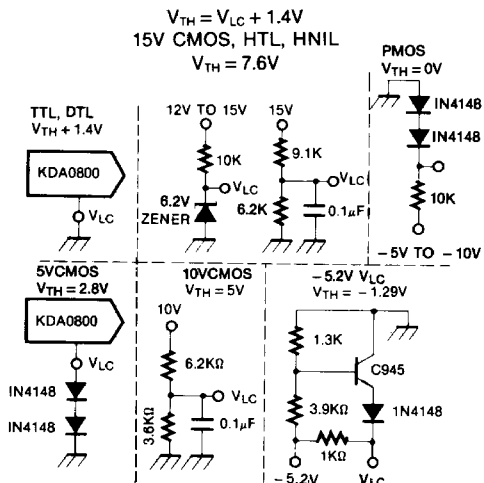 VTH = VLC + 1.4V
15V CMOS, HTL, HNIL
VTH = 7.6V
PMOS
VTH = 0V
TTL, DTL
VTH + 1.4V
KDA0800
VLC
12V TO 15V
10K
VLC
6.2V
ZENER
15V
9.1K
VLC
6.2K
0.1μF
IN4148
IN4148
10K
-5V TO -10V
5VCMOS
VTH = 2.8V
KDA0800
VLC
IN4148
IN4148
10VCMOS
VTH = 5V
10V
6.2KΩ
VLC
3.6KΩ
0.1μF
-5.2V VLC
VTH = -1.29V
1.3K
C945
3.9KΩ
1N4148
1KΩ
-5.2V
VLC